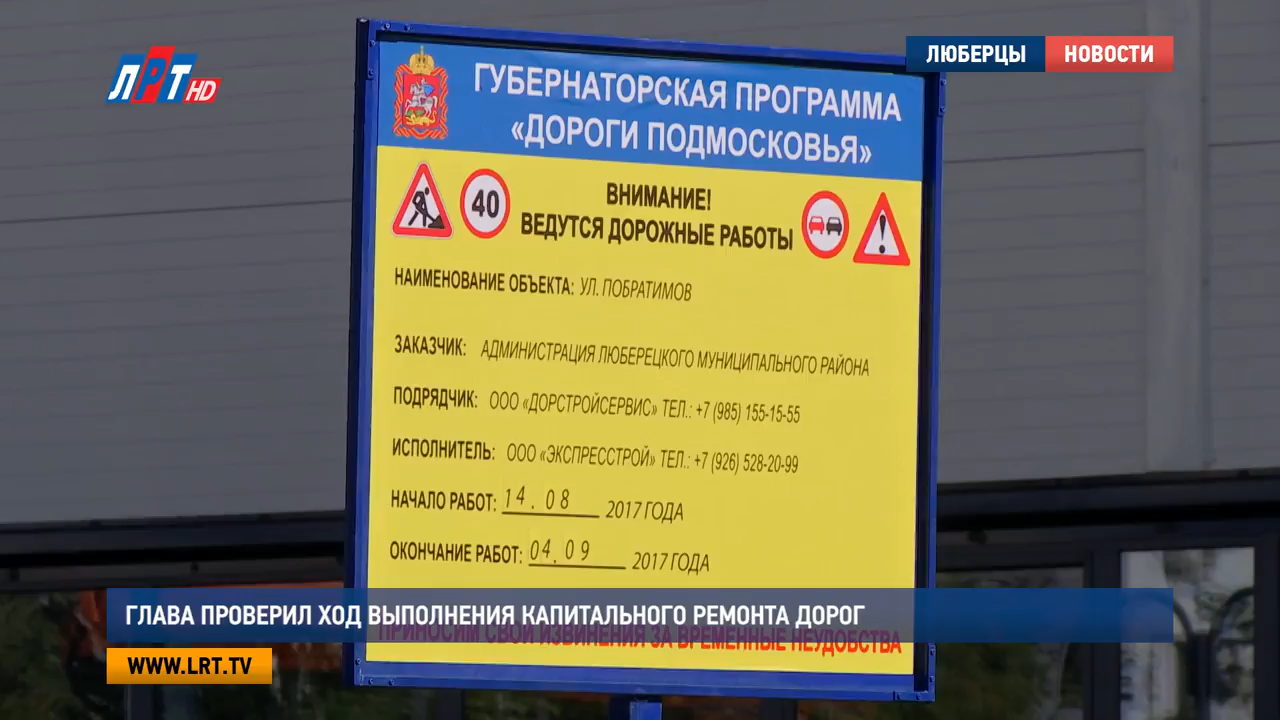 ЛРТ HD
ЛЮБЕРЦЫ НОВОСТИ
ГУБЕРНАТОРСКАЯ ПРОГРАММА
«ДОРОГИ ПОДМОСКОВЬЯ»
40
ВНИМАНИЕ!
ВЕДУТСЯ ДОРОЖНЫЕ РАБОТЫ
НАИМЕНОВАНИЕ ОБЪЕКТА: УЛ. ПОБРАТИМОВ
ЗАКАЗЧИК: АДМИНИСТРАЦИЯ ЛЮБЕРЕЦКОГО МУНИЦИПАЛЬНОГО РАЙОНА
ПОДРЯДЧИК: ООО «ДОРСТРОЙСЕРВИС» ТЕЛ.: +7 (985) 155-15-55
ИСПОЛНИТЕЛЬ: ООО «ЭКСПРЕССТРОЙ» ТЕЛ.: +7 (926) 528-20-99
НАЧАЛО РАБОТ: 14.08 2017 ГОДА
ОКОНЧАНИЕ РАБОТ: 04.09 2017 ГОДА
ГЛАВА ПРОВЕРИЛ ХОД ВЫПОЛНЕНИЯ КАПИТАЛЬНОГО РЕМОНТА ДОРОГ
ПРИНОСИМ СВОИ ИЗВИНЕНИЯ ЗА ВРЕМЕННЫЕ НЕУДОБСТВА
WWW.LRT.TV